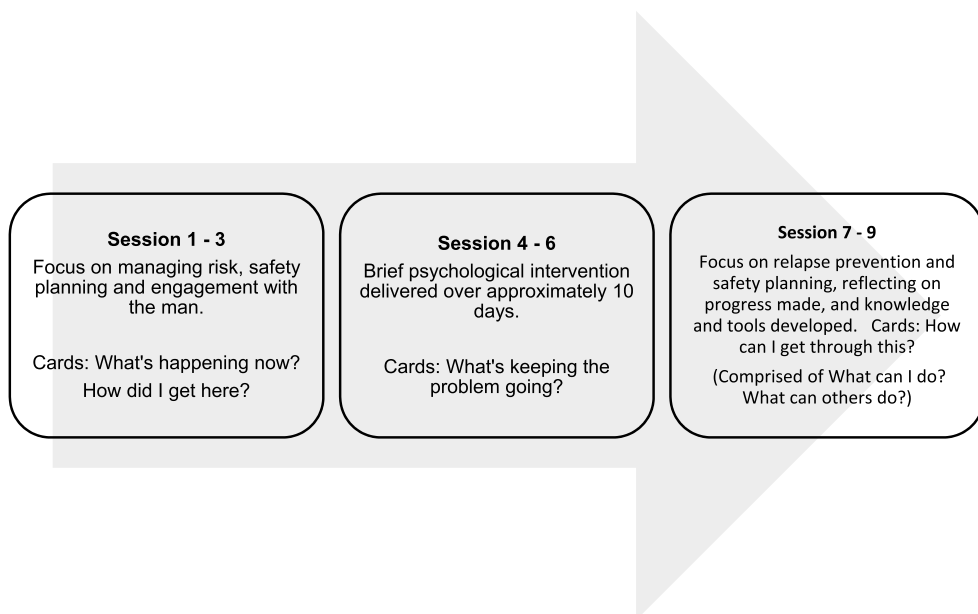 Session 1 - 3
Focus on managing risk, safety
planning and engagement with
the man.
Cards: What's happening now?
How did I get here?
Session 4 - 6
Brief psychological intervention
delivered over approximately 10
days.
Cards: What's keeping the
problem going?
Session 7 - 9
Focus on relapse prevention and
safety planning, reflecting on
progress made, and knowledge
and tools developed.   Cards: How
can I get through this?
(Comprised of What can I do?
What can others do?)